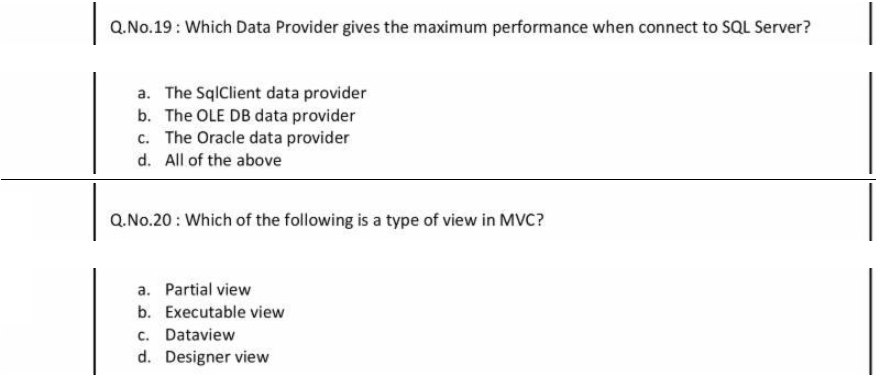 Q.No.19 : Which Data Provider gives the maximum performance when connect to SQL Server?
a. The SqlClient data provider
b. The OLE DB data provider
c. The Oracle data provider
d. All of the above
Q.No.20 : Which of the following is a type of view in MVC?
a. Partial view
b. Executable view
c. Dataview
d. Designer view